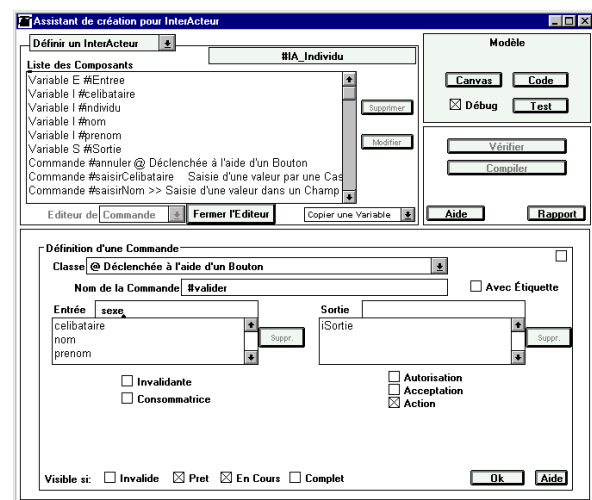 Assistant de création pour InterActeur
Définir un InterActeur
#IA_Individu
Liste des Composants
Variable E #iEntree
Variable I #celibataire
Variable I #individu
Variable I #nom
Variable I #prenom
Variable S #iSortie
Commande #annuler @ Déclenchée à l'aide d'un Bouton
Commande #saisirCelibataire Saisie d'une valeur par une Cas
Commande #saisirNom >> Saisie d'une valeur dans un Champ
Supprimer
Modifier
Editeur de Commande
Fermer l'Editeur
Copier une Variable
Modèle
Canvas
Code
Débug
Test
Vérifier
Compiler
Aide
Rapport
Définition d'une Commande
Classe @ Déclenchée à l'aide d'un Bouton
Nom de la Commande #valider
Avec Étiquette
Entrée sexe
celibataire
nom
prenom
Suppr.
Invalidante
Consommatrice
Sortie
iSortie
Suppr.
Autorisation
Acceptation
Action
Visible si: Invalide Pret En Cours Complet
Ok
Aide